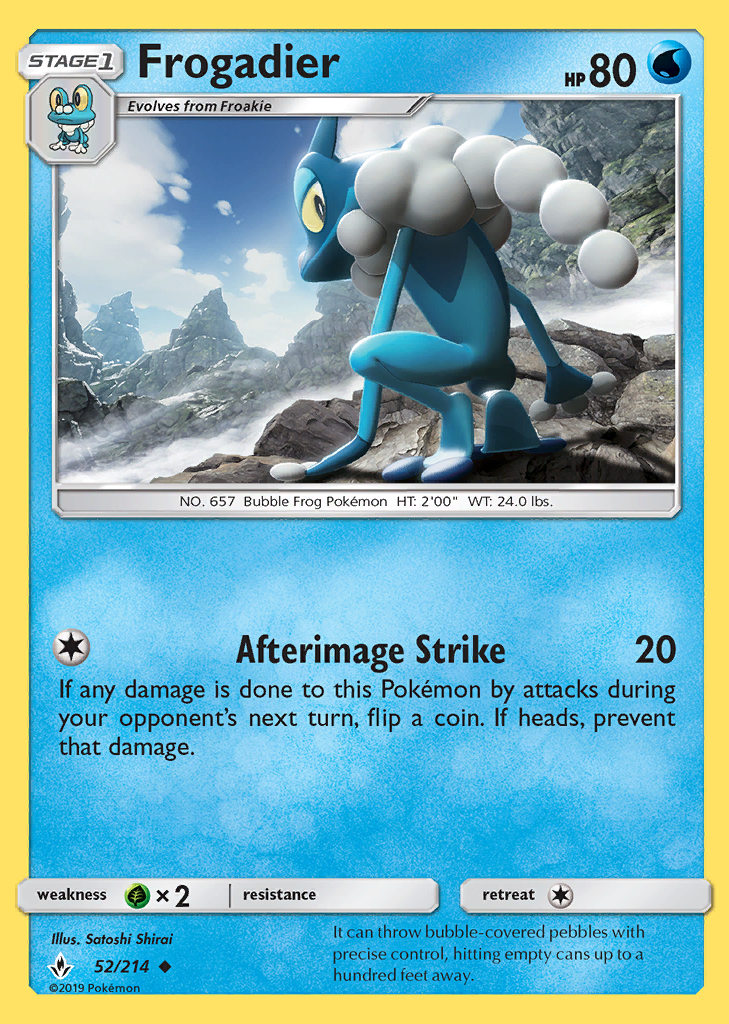 STAGE1
Frogadier
HP 80
Evolves from Froakie
NO. 657 Bubble Frog Pokémon HT: 2'00" WT: 24.0 lbs.
Afterimage Strike 20
If any damage is done to this Pokémon by attacks during
your opponent's next turn, flip a coin. If heads, prevent
that damage.
weakness × 2 resistance retreat
Illus. Satoshi Shirai
52/214
©2019 Pokémon
It can throw bubble-covered pebbles with
precise control, hitting empty cans up to a
hundred feet away.